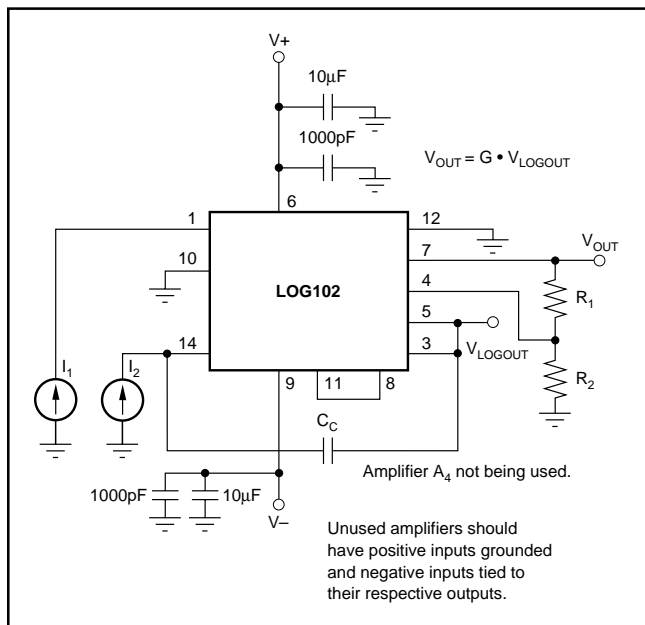 V+
10µF
1000pF
V_OUT = G • V_LOGOUT
6
1
12
10
7
V_OUT
4
R_1
LOG102
5
14
3
V_LOGOUT
I_1
I_2
9
11
8
R_2
C_C
Amplifier A_4 not being used.
1000pF
10µF
V–
Unused amplifiers should
have positive inputs grounded
and negative inputs tied to
their respective outputs.